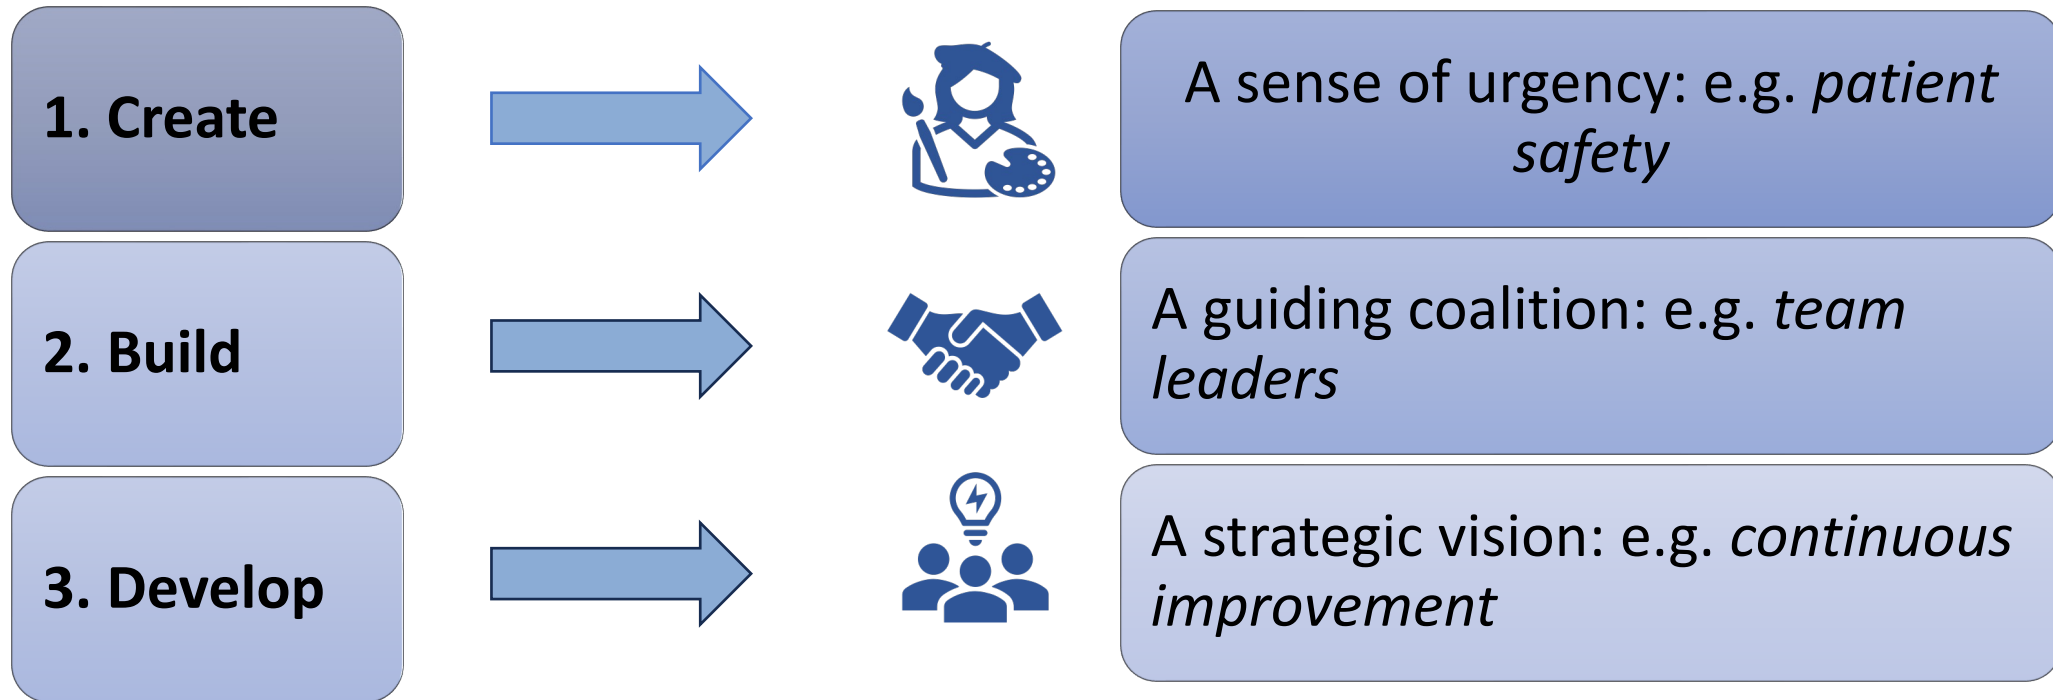 1. Create
A sense of urgency: e.g. patient
safety
2. Build
A guiding coalition: e.g. team
leaders
3. Develop
A strategic vision: e.g. continuous
improvement